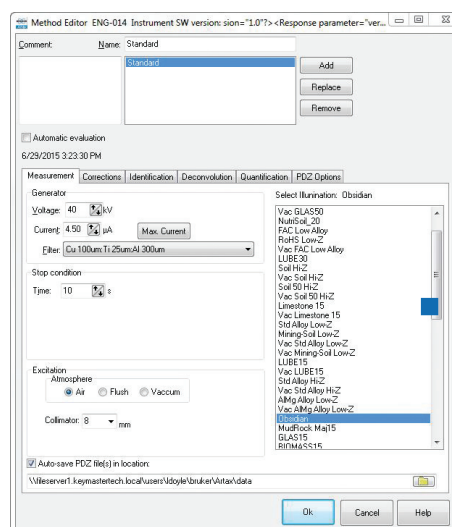 Method Editor ENG-014 Instrument SW version: sion="1.0"?><Response parameter="ver...
Comment:
Name:
Standard
Standard
Add
Replace
Remove
Automatic evaluation
6/29/2015 3:23:30 PM
Measurement Corrections Identification Deconvolution Quantification PDZ Options
Generator
Voltage: 40 kV
Current: 4.50 µA Max. Current
Filter: Cu 100um:Ti 25um:Al 300um
Stop condition
Time: 10 s
Excitation
Atmosphere
Air Flush Vaccum
Collimator: 8 mm
Select Illumination: Obsidian
Vac GLAS50
NutriSoil_20
FAC Low Alloy
RoHS Low-Z
Vac FAC Low Alloy
LUBE30
Soil Hi-Z
Vac Soil Hi-Z
Soil 50 Hi-Z
Vac Soil 50 Hi-Z
Limestone 15
Vac Limestone 15
Std Alloy Low-Z
Mining-Soil Low-Z
Vac Std Alloy Low-Z
Vac Mining-Soil Low-Z
LUBE15
Vac LUBE15
Std Alloy Hi-Z
Vac Std Alloy Hi-Z
AlMg Alloy Low-Z
Vac AlMg Alloy Low-Z
Obsidian
MudRock Maj15
GLAS15
BIOMASS15
Auto-save PDZ file(s) in location:
\\fileserver1.keymastertech.local\users\ldoyle\bruker\Artax\data
Ok Cancel Help